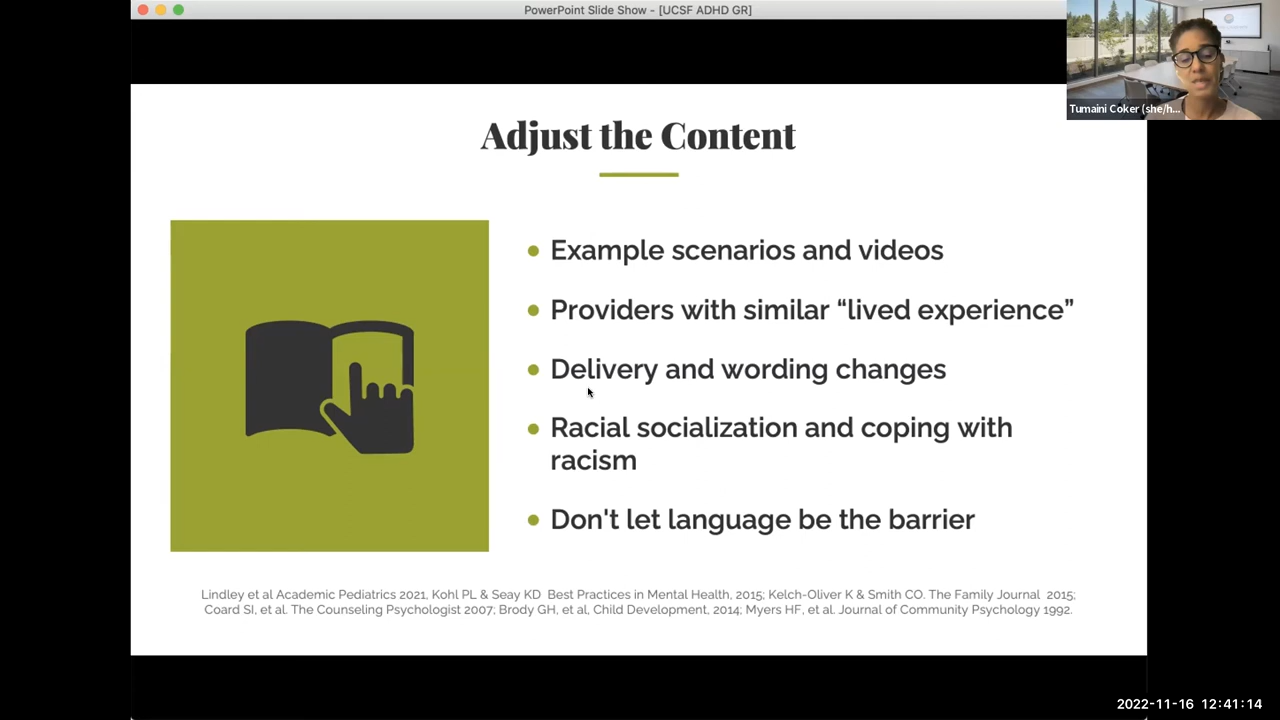 PowerPoint Slide Show - [UCSF ADHD GR]
Tumaini Coker (she/h...
Adjust the Content
Example scenarios and videos
Providers with similar “lived experience”
Delivery and wording changes
Racial socialization and coping with
racism
Don't let language be the barrier
Lindley et al Academic Pediatrics 2021, Kohl PL & Seay KD Best Practices in Mental Health, 2015; Kelch-Oliver K & Smith CO. The Family Journal 2015;
Coard SI, et al. The Counseling Psychologist 2007; Brody GH, et al, Child Development, 2014; Myers HF, et al. Journal of Community Psychology 1992.
2022-11-16 12:41:14